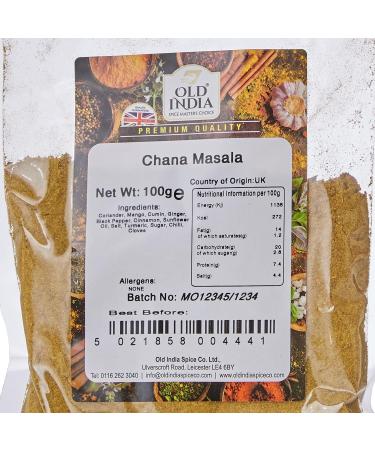 OLD
INDIA
SPICE MASTERS CHOICE
PREMIUM QUALITY
Chana Masala
Net Wt: 100g e
Country of Origin:UK
Ingredients:
Coriander, Mango, Cumin, Ginger,
Black Pepper, Cinnamon, Sunflower
Oil, Salt, Turmeric, Sugar, Chilli,
Cloves
Nutritional Information per 100g
Energy (Kj) 1136
Kcal 272
Fat(g) 14
of which saturates(g) 1.2
Carbohydrate(g) 20
of which sugar(g) 2.8
Protein(g) 7.4
Salt(g) 4.4
Allergens:
NONE
Batch No: MO12345/1234
Best Before:
5 021858 004441
Old India Spice Co. Ltd.,
Ulverscroft Road, Leicester LE4 6BY
Tel: 0116 262 3040 | info@oldindiaspiceco.com | www.oldindiaspiceco.com